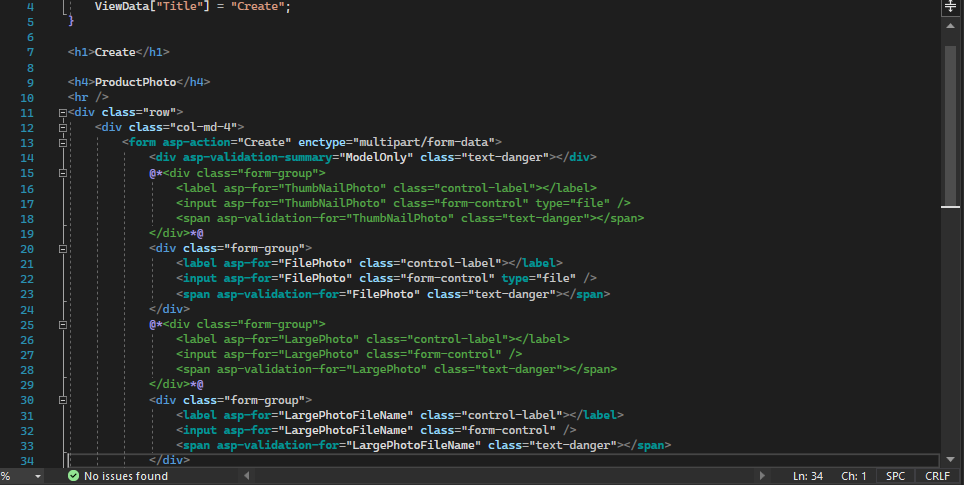 4 ViewData["Title"] = "Create";
5 }
6
7 <h1>Create</h1>
8
9 <h4>ProductPhoto</h4>
10 <hr />
11 <div class="row">
12 <div class="col-md-4">
13 <form asp-action="Create" enctype="multipart/form-data">
14 <div asp-validation-summary="ModelOnly" class="text-danger"></div>
15 @*<div class="form-group">
16 <label asp-for="ThumbNailPhoto" class="control-label"></label>
17 <input asp-for="ThumbNailPhoto" class="form-control" type="file" />
18 <span asp-validation-for="ThumbNailPhoto" class="text-danger"></span>
19 </div>*@
20 <div class="form-group">
21 <label asp-for="FilePhoto" class="control-label"></label>
22 <input asp-for="FilePhoto" class="form-control" type="file" />
23 <span asp-validation-for="FilePhoto" class="text-danger"></span>
24 </div>
25 @*<div class="form-group">
26 <label asp-for="LargePhoto" class="control-label"></label>
27 <input asp-for="LargePhoto" class="form-control" />
28 <span asp-validation-for="LargePhoto" class="text-danger"></span>
29 </div>*@
30 <div class="form-group">
31 <label asp-for="LargePhotoFileName" class="control-label"></label>
32 <input asp-for="LargePhotoFileName" class="form-control" />
33 <span asp-validation-for="LargePhotoFileName" class="text-danger"></span>
34 </div>
% No issues found Ln: 34 Ch: 1 SPC CRLF